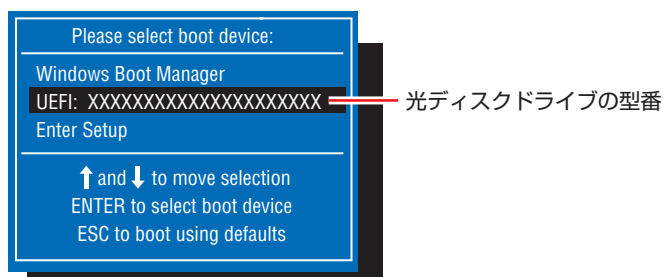 Please select boot device:
Windows Boot Manager
UEFI: XXXXXXXXXXXXXXXXXXXXX
光ディスクドライブの型番
Enter Setup
↑ and ↓ to move selection
ENTER to select boot device
ESC to boot using defaults